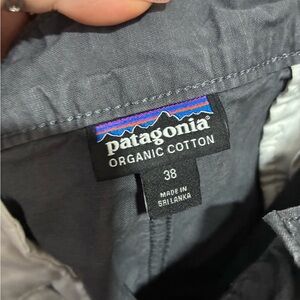 patagonia®
ORGANIC COTTON
38
MADE IN
SRI LANKA